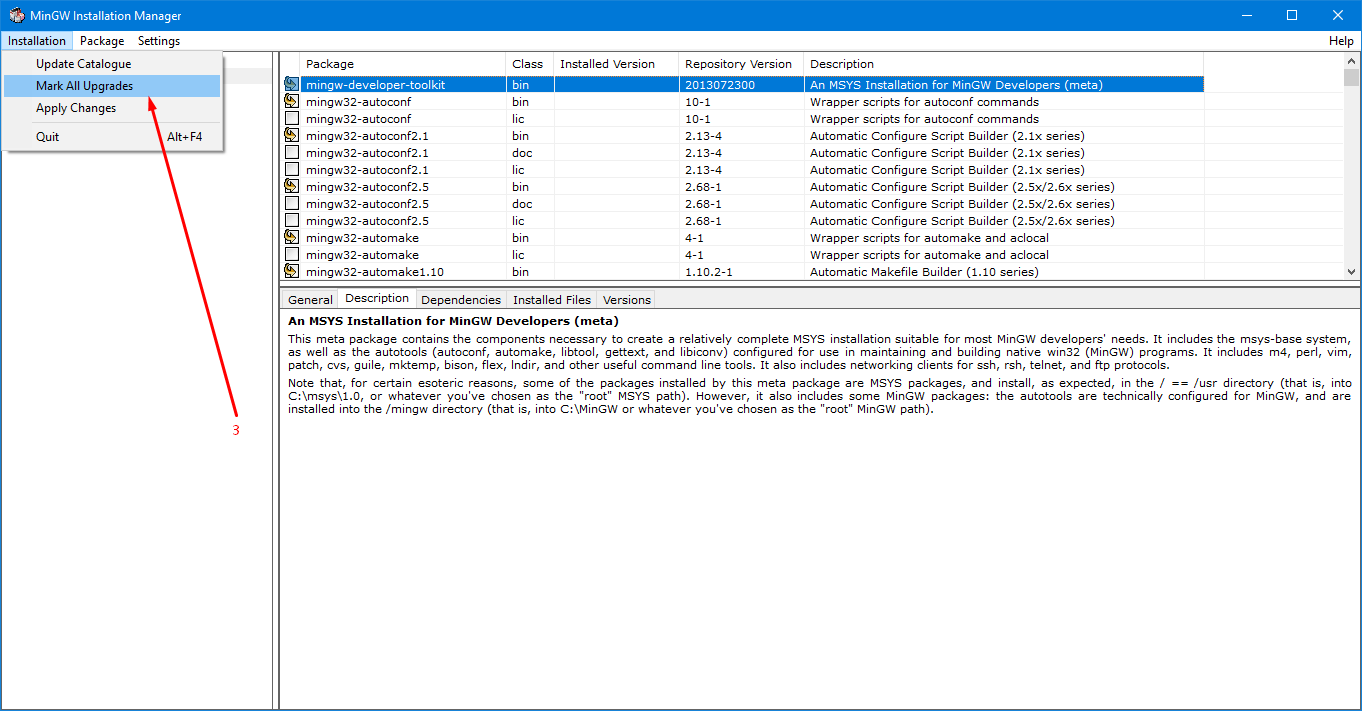 MinGW Installation Manager
Installation Package Settings Help
Update Catalogue
Mark All Upgrades
Apply Changes
Quit Alt+F4
3
Package Class Installed Version Repository Version Description
mingw-developer-toolkit bin 2013072300 An MSYS Installation for MinGW Developers (meta)
mingw32-autoconf bin 10-1 Wrapper scripts for autoconf commands
mingw32-autoconf lic 10-1 Wrapper scripts for autoconf commands
mingw32-autoconf2.1 bin 2.13-4 Automatic Configure Script Builder (2.1x series)
mingw32-autoconf2.1 doc 2.13-4 Automatic Configure Script Builder (2.1x series)
mingw32-autoconf2.1 lic 2.13-4 Automatic Configure Script Builder (2.1x series)
mingw32-autoconf2.5 bin 2.68-1 Automatic Configure Script Builder (2.5x/2.6x series)
mingw32-autoconf2.5 doc 2.68-1 Automatic Configure Script Builder (2.5x/2.6x series)
mingw32-autoconf2.5 lic 2.68-1 Automatic Configure Script Builder (2.5x/2.6x series)
mingw32-automake bin 4-1 Wrapper scripts for automake and aclocal
mingw32-automake lic 4-1 Wrapper scripts for automake and aclocal
mingw32-automake1.10 bin 1.10.2-1 Automatic Makefile Builder (1.10 series)
General Description Dependencies Installed Files Versions
An MSYS Installation for MinGW Developers (meta)
This meta package contains the components necessary to create a relatively complete MSYS installation suitable for most MinGW developers' needs. It includes the msys-base system,
as well as the autotools (autoconf, automake, libtool, gettext, and libiconv) configured for use in maintaining and building native win32 (MinGW) programs. It includes m4, perl, vim,
patch, cvs, guile, mktemp, bison, flex, lndir, and other useful command line tools. It also includes networking clients for ssh, rsh, telnet, and ftp protocols.
Note that, for certain esoteric reasons, some of the packages installed by this meta package are MSYS packages, and install, as expected, in the / == /usr directory (that is, into
C:\msys\1.0, or whatever you've chosen as the "root" MSYS path). However, it also includes some MinGW packages: the autotools are technically configured for MinGW, and are
installed into the /mingw directory (that is, into C:\MinGW or whatever you've chosen as the "root" MinGW path).